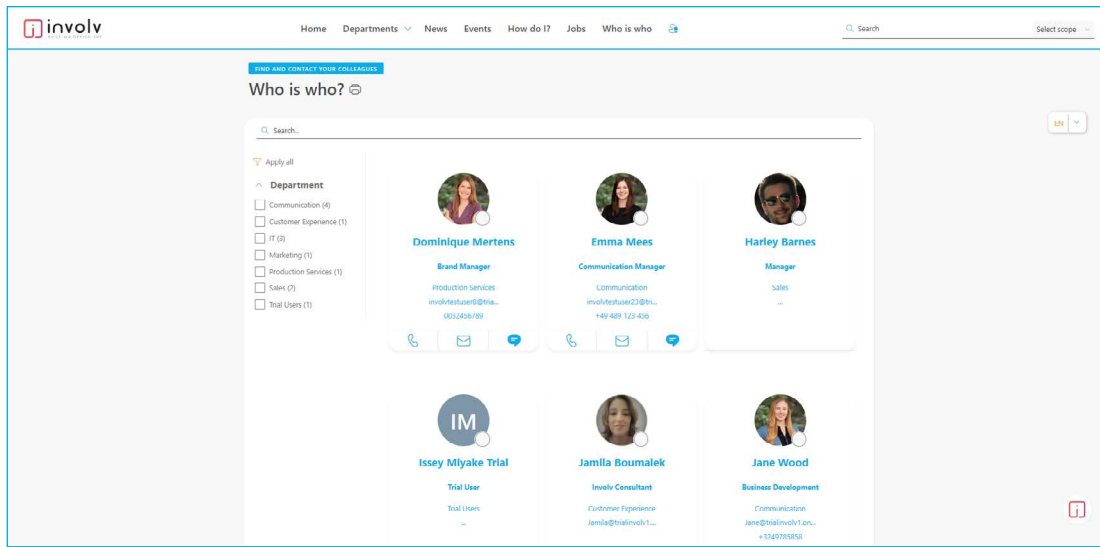 involv
Home Departments News Events How do I? Jobs Who is who
Search
Select scope
FIND AND CONTACT YOUR COLLEAGUES
Who is who?
EN
Search...
Apply all
Department
Communication (4)
Customer Experience (1)
IT (3)
Marketing (1)
Production Services (1)
Sales (2)
Trial Users (1)
Dominique Mertens
Brand Manager
Production Services
involvtestuser8@tria...
0032456789
Emma Mees
Communication Manager
Communication
involvtestuser23@tri...
+49 489 123 456
Harley Barnes
Manager
Sales
...
IM
Issey Miyake Trial
Trial User
Trial Users
...
Jamila Boumalek
Involv Consultant
Customer Experience
Jamila@trialinvolv1....
Jane Wood
Business Development
Communication
Jane@trialinvolv1.on...
+3249785858